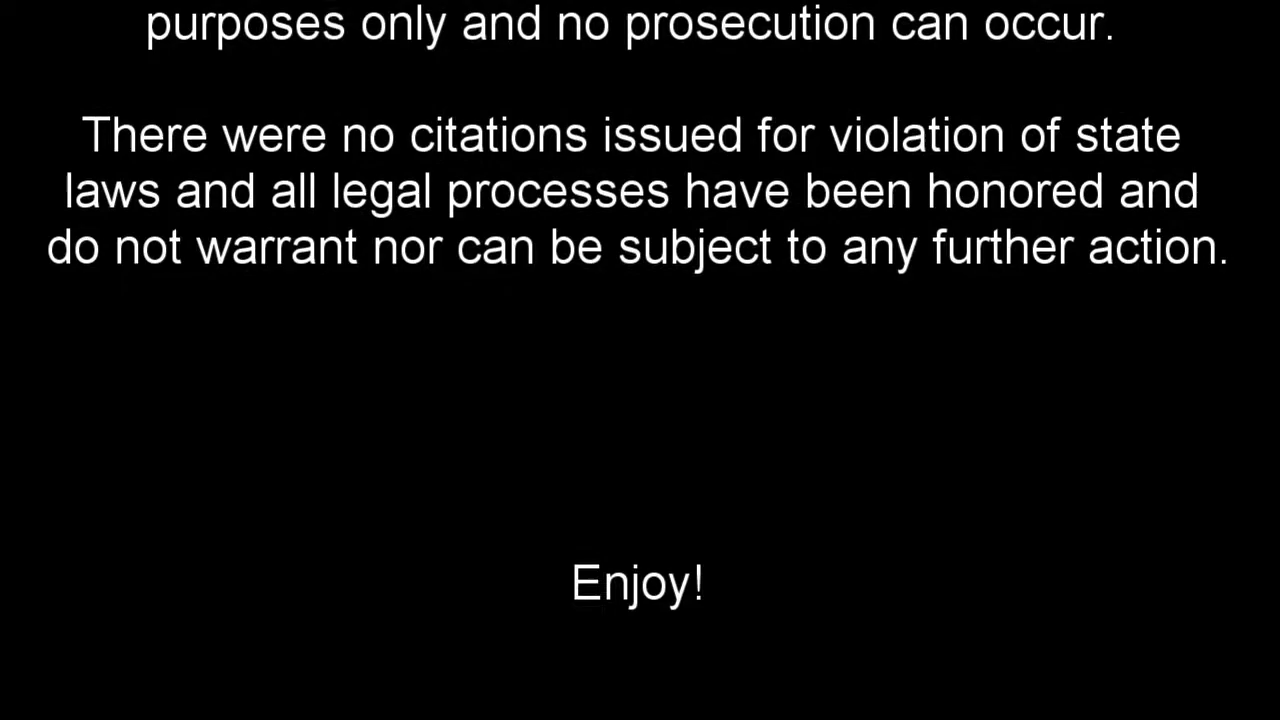 purposes only and no prosecution can occur.
There were no citations issued for violation of state
laws and all legal processes have been honored and
do not warrant nor can be subject to any further action.
Enjoy!